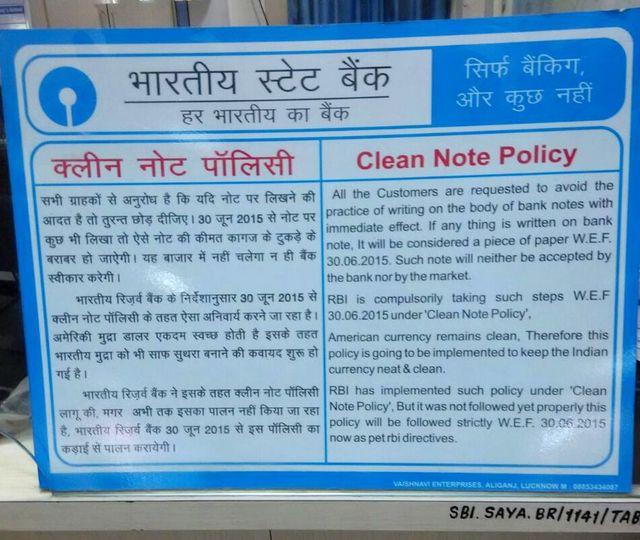 भारतीय स्टेट बैंक
हर भारतीय का बैंक
सिर्फ बैंकिंग,
और कुछ नहीं
क्लीन नोट पॉलिसी
सभी ग्राहकों से अनुरोध है कि यदि नोट पर लिखने की
आदत है तो तुरन्त छोड़ दीजिए। 30 जून 2015 से नोट पर
कुछ भी लिखा तो ऐसे नोट की कीमत कागज के टुकड़े के
बराबर हो जाऐगी। यह बाजार में नहीं चलेगा न ही बैंक
स्वीकार करेगी।
भारतीय रिज़र्व बैंक के निर्देशानुसार 30 जून 2015 से
क्लीन नोट पॉलिसी के तहत ऐसा अनिवार्य करने जा रहा है।
अमेरिकी मुद्रा डालर एकदम स्वच्छ होती है इसके तहत
भारतीय मुद्रा को भी साफ सुथरा बनाने की कवायद शुरू हो
गई है।
भारतीय रिज़र्व बैंक ने इसके तहत क्लीन नोट पॉलिसी
लागू की, मगर अभी तक इसका पालन नहीं किया जा रहा
है, भारतीय रिज़र्व बैंक 30 जून 2015 से इस पॉलिसी का
कड़ाई से पालन करायेगी।
Clean Note Policy
All the Customers are requested to avoid the
practice of writing on the body of bank notes with
immediate effect. If any thing is written on bank
note, It will be considered a piece of paper W.E.F.
30.06.2015. Such note will neither be accepted by
the bank nor by the market.
RBI is compulsorily taking such steps W.E.F
30.06.2015 under 'Clean Note Policy',
American currency remains clean, Therefore this
policy is going to be implemented to keep the Indian
currency neat & clean.
RBI has implemented such policy under 'Clean
Note Policy', But it was not followed yet properly this
policy will be followed strictly W.E.F. 30.06.2015
now as pet rbi directives.
VAISHNAVI ENTERPRISES, ALIGANJ, LUCKNOW M : 08853434087
SBI. SAYA. BR/1141/TAB